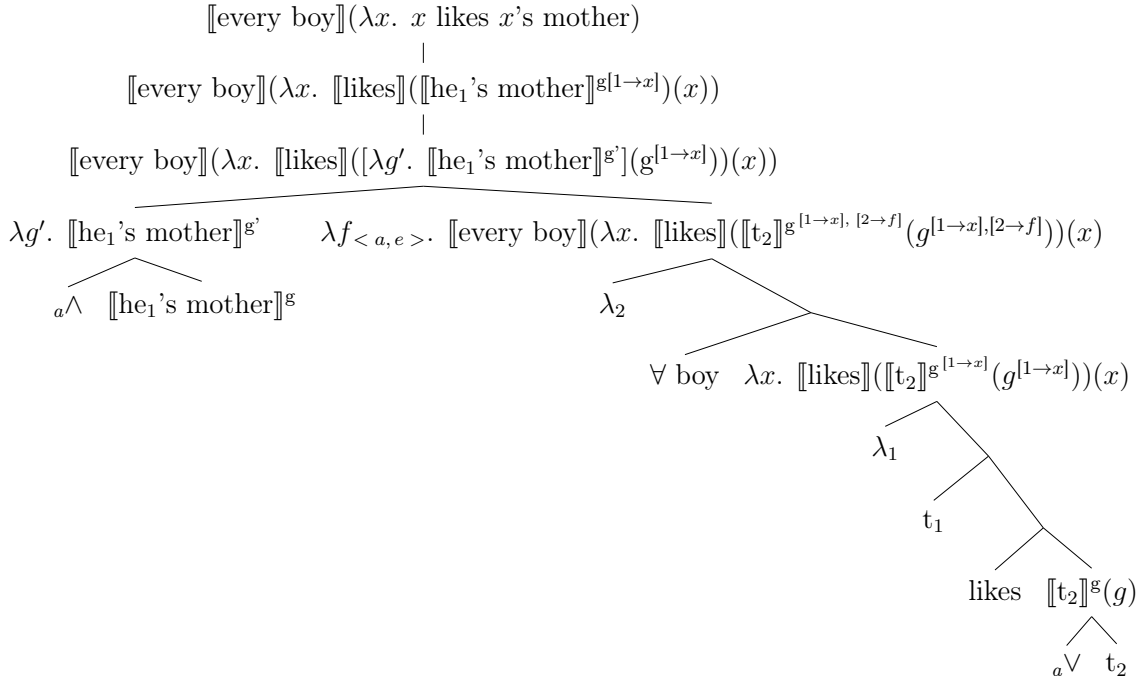 ⟦every boy⟧(λx. x likes x's mother)
⟦every boy⟧(λx. ⟦likes⟧(⟦he₁'s mother⟧^g[1→x])(x))
⟦every boy⟧(λx. ⟦likes⟧([λg′. ⟦he₁'s mother⟧^g'](g^[1→x]))(x))
λg′. ⟦he₁'s mother⟧^g' λf_<a,e>. ⟦every boy⟧(λx. ⟦likes⟧(⟦t₂⟧^g^[1→x], [2→f](g^[1→x],[2→f]))(x)
ₐ∧ ⟦he₁'s mother⟧^g λ₂
∀ boy λx. ⟦likes⟧(⟦t₂⟧^g^[1→x](g^[1→x]))(x)
λ₁
t₁
likes ⟦t₂⟧^g(g)
ₐ∨ t₂